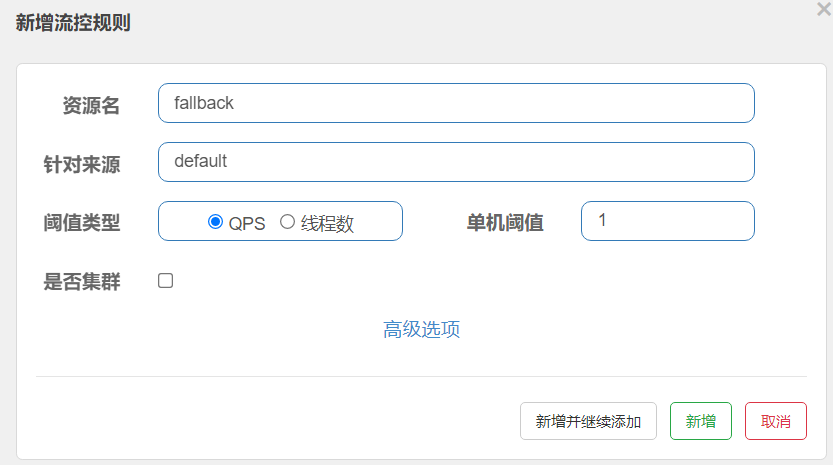 新增流控规则
资源名 fallback
针对来源 default
阈值类型 QPS 线程数 单机阈值 1
是否集群
高级选项
新增并继续添加 新增 取消